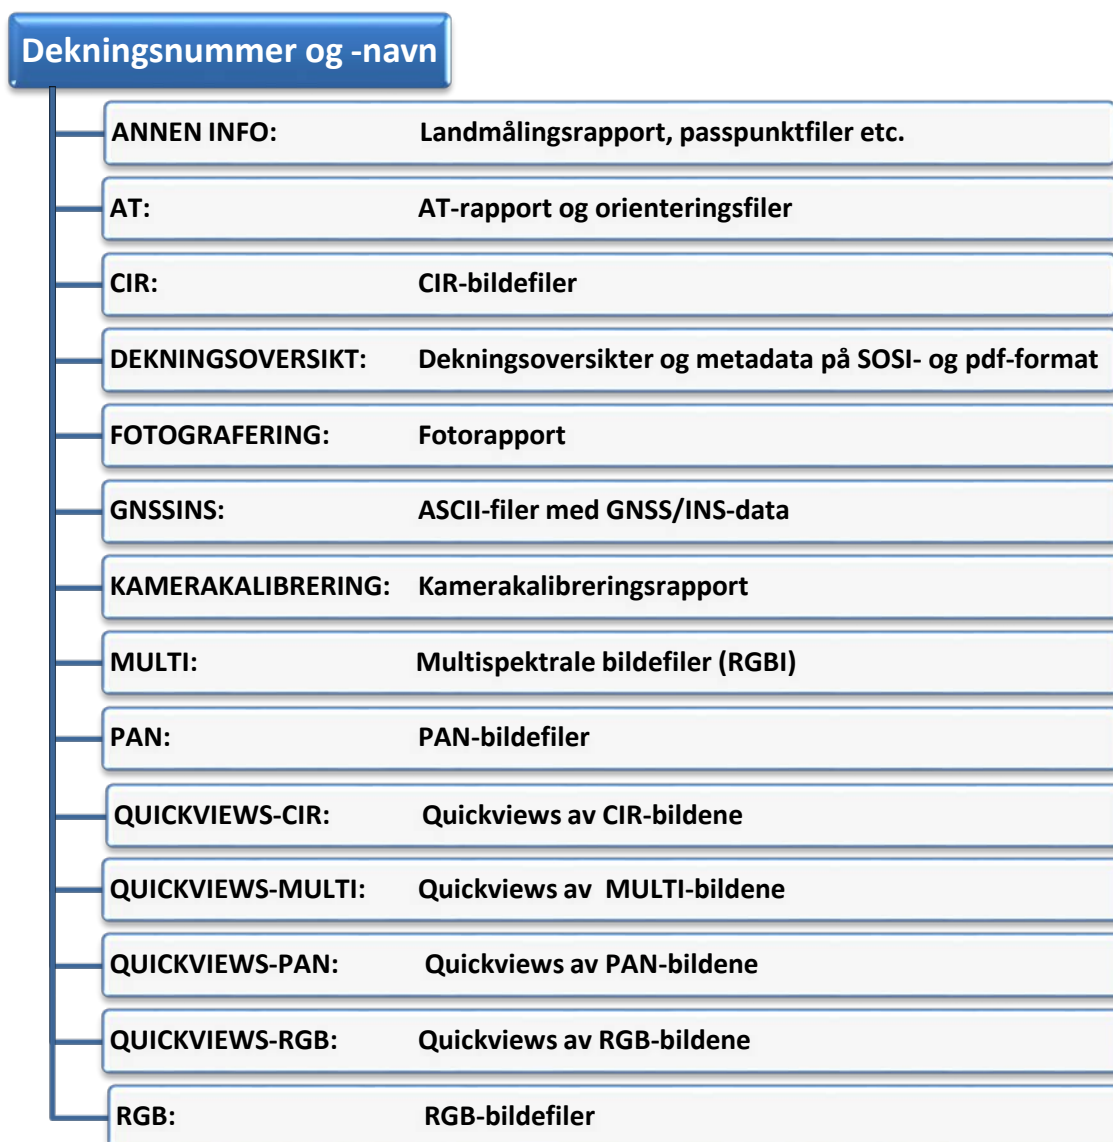 Dekningsnummer og -navn
ANNEN INFO: Landmålingsrapport, passpunktfiler etc.
AT: AT-rapport og orienteringsfiler
CIR: CIR-bildefiler
DEKNINGSOVERSIKT: Dekningsoversikter og metadata på SOSI- og pdf-format
FOTOGRAFERING: Fotorapport
GNSSINS: ASCII-filer med GNSS/INS-data
KAMERAKALIBRERING: Kamerakalibreringsrapport
MULTI: Multispektrale bildefiler (RGBI)
PAN: PAN-bildefiler
QUICKVIEWS-CIR: Quickviews av CIR-bildene
QUICKVIEWS-MULTI: Quickviews av MULTI-bildene
QUICKVIEWS-PAN: Quickviews av PAN-bildene
QUICKVIEWS-RGB: Quickviews av RGB-bildene
RGB: RGB-bildefiler